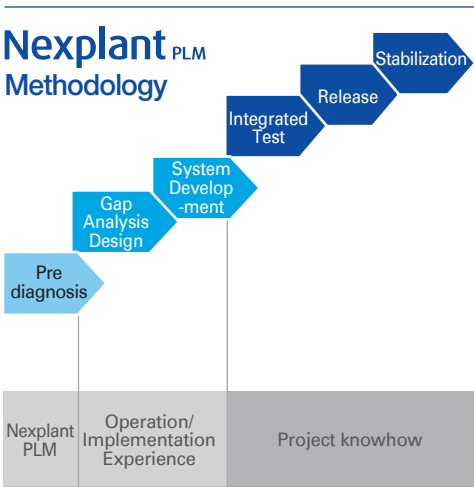 Nexplant PLM
Methodology
Pre
diagnosis
Gap
Analysis
Design
System
Develop
-ment
Integrated
Test
Release
Stabilization
Nexplant
PLM
Operation/
Implementation
Experience
Project knowhow